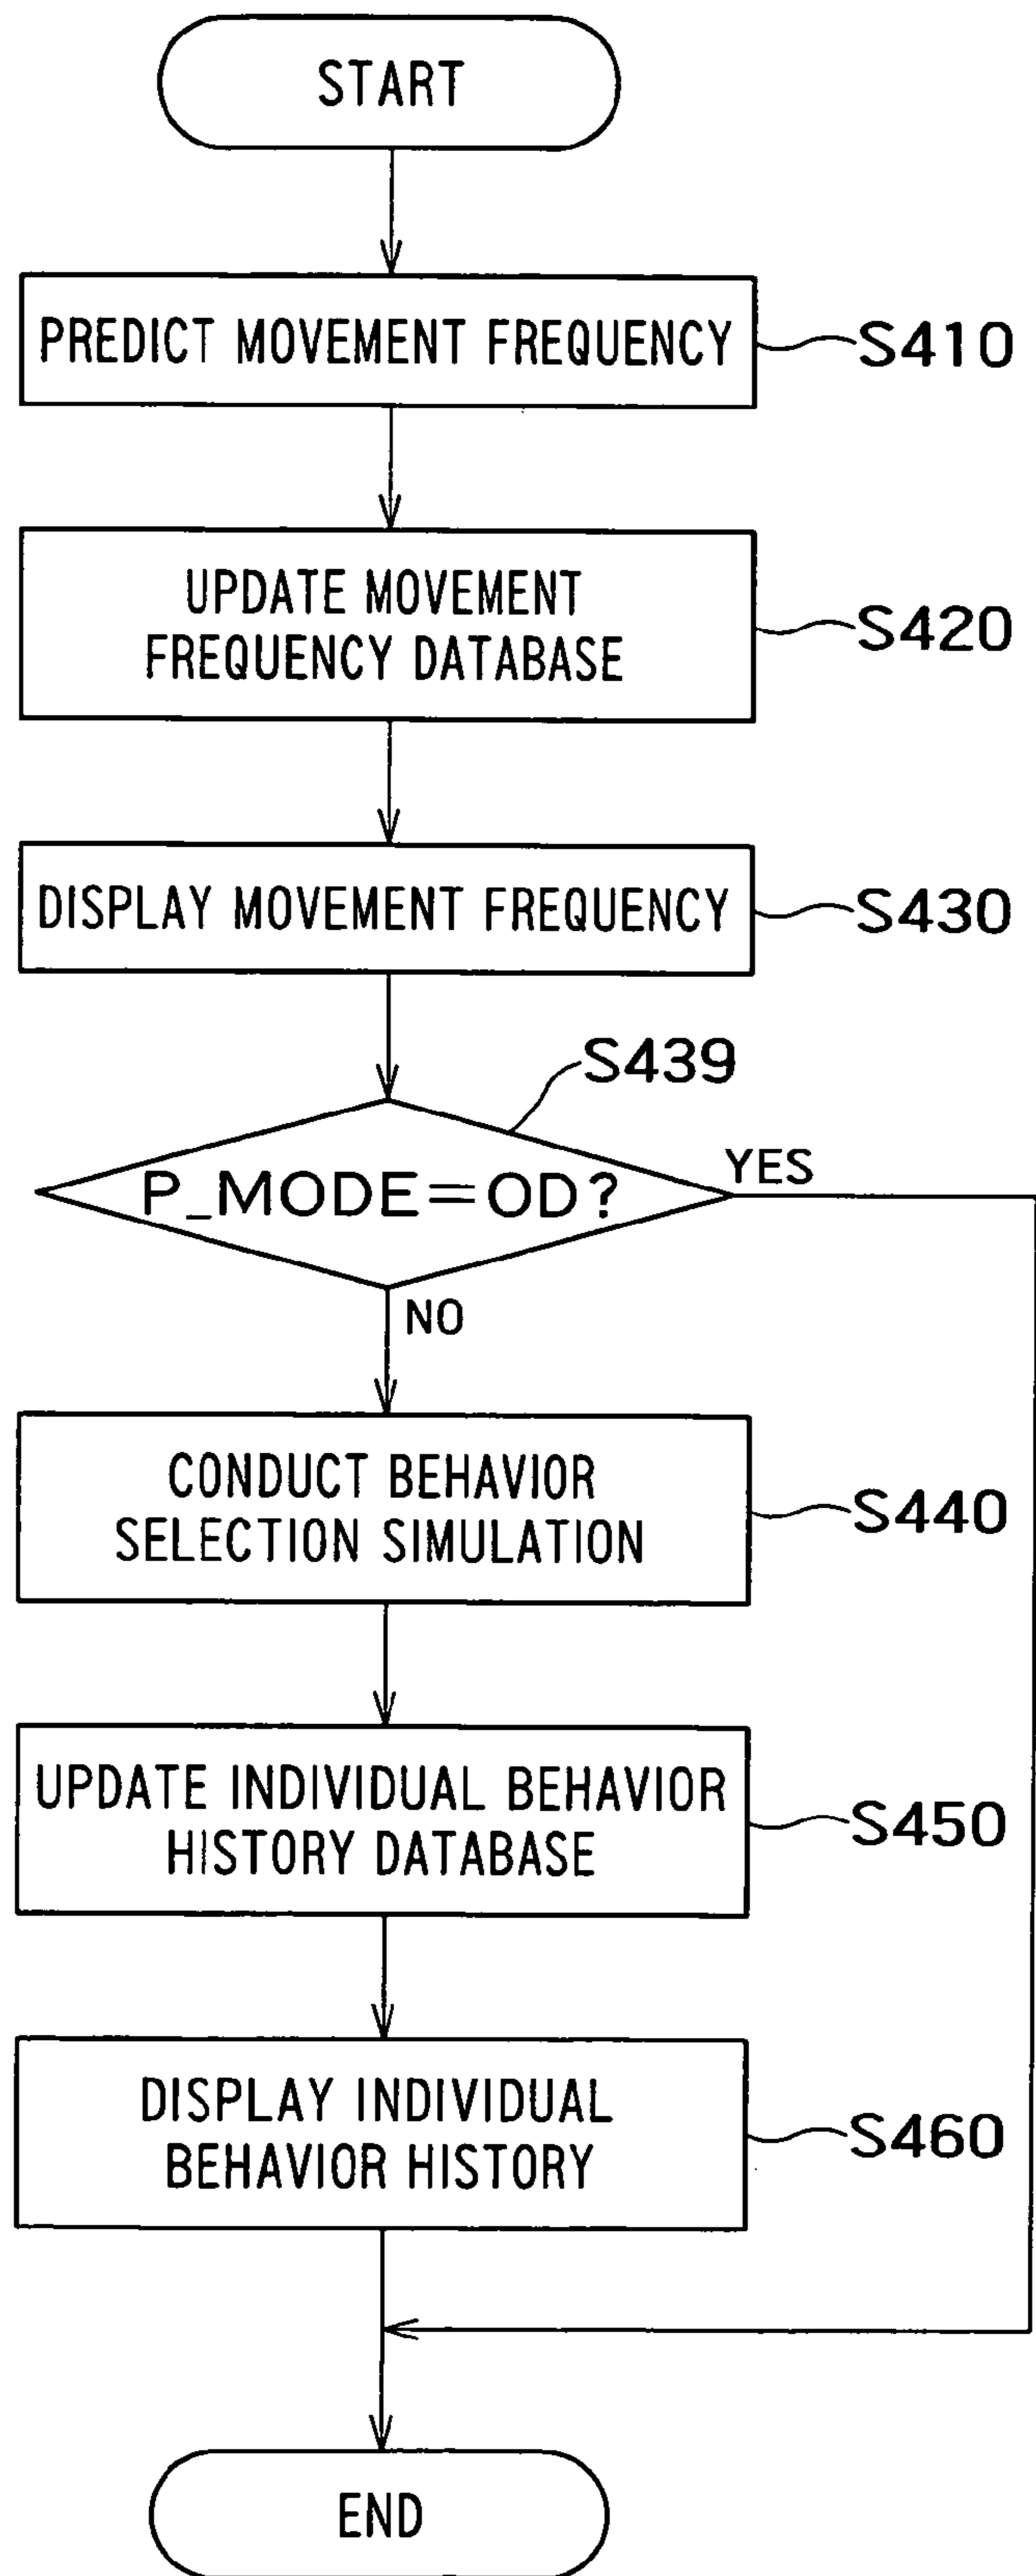 START
PREDICT MOVEMENT FREQUENCY
S410
UPDATE MOVEMENT
FREQUENCY DATABASE
S420
DISPLAY MOVEMENT FREQUENCY
S430
S439
P_MODE=OD?
YES
NO
CONDUCT BEHAVIOR
SELECTION SIMULATION
S440
UPDATE INDIVIDUAL BEHAVIOR
HISTORY DATABASE
S450
DISPLAY INDIVIDUAL
BEHAVIOR HISTORY
S460
END